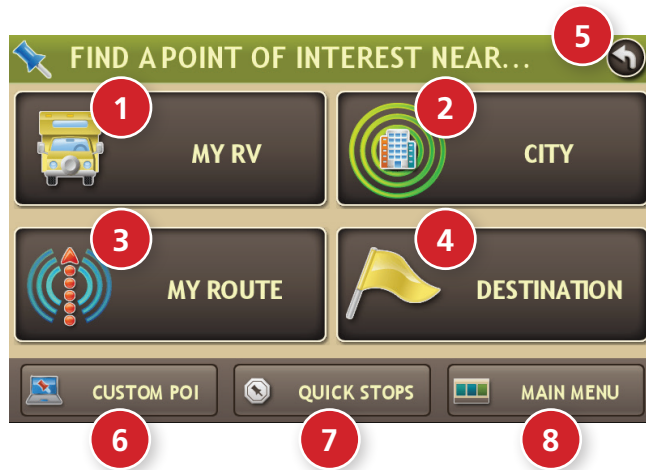 5
FIND A POINT OF INTEREST NEAR...
1
2
MY RV
CITY
3
4
MY ROUTE
DESTINATION
CUSTOM POI
QUICK STOPS
MAIN MENU
6
7
8